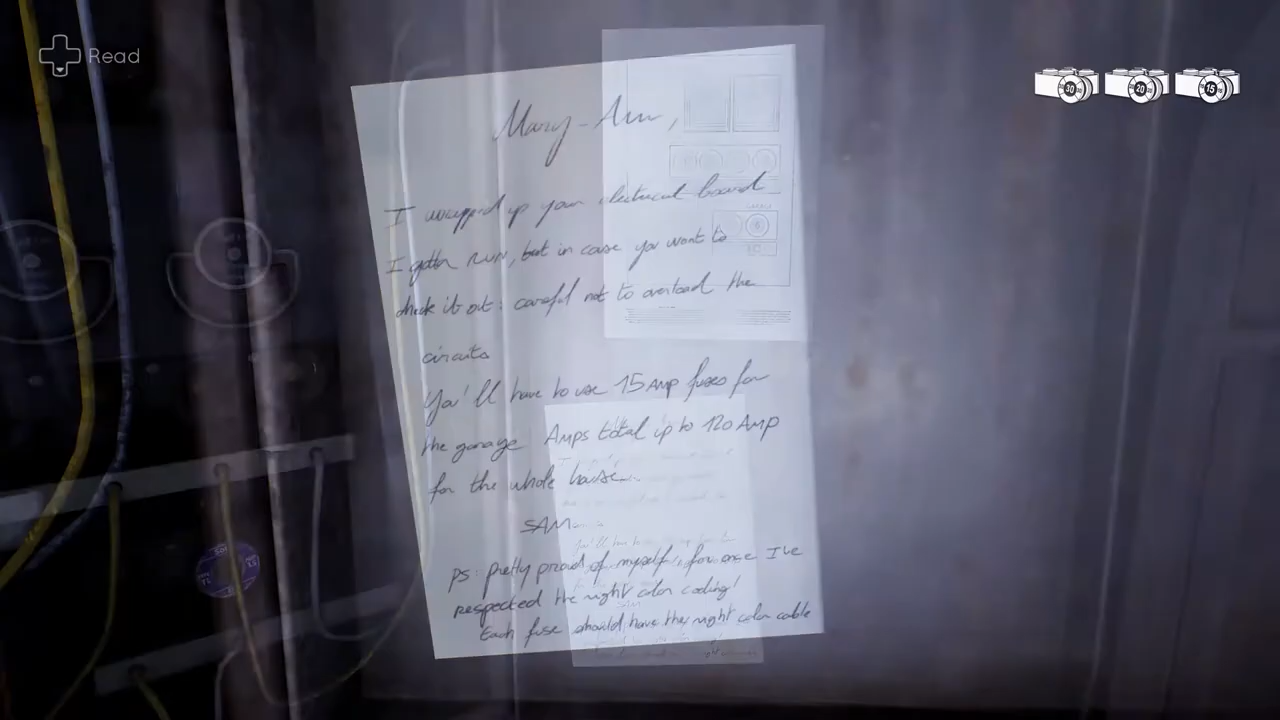 Read
30 20 15
Mary-Ann,
I wrapped up your electrical board
I gotta run, but in case you want to
check it out: careful not to overload the
circuits
You'll have to use 15 AMP fuses for
the garage. Amps total up to 120 AMP
for the whole house...
SAM
PS: pretty proud of myself, for once I've
respected the right color coding!
Each fuse should have the right color cable